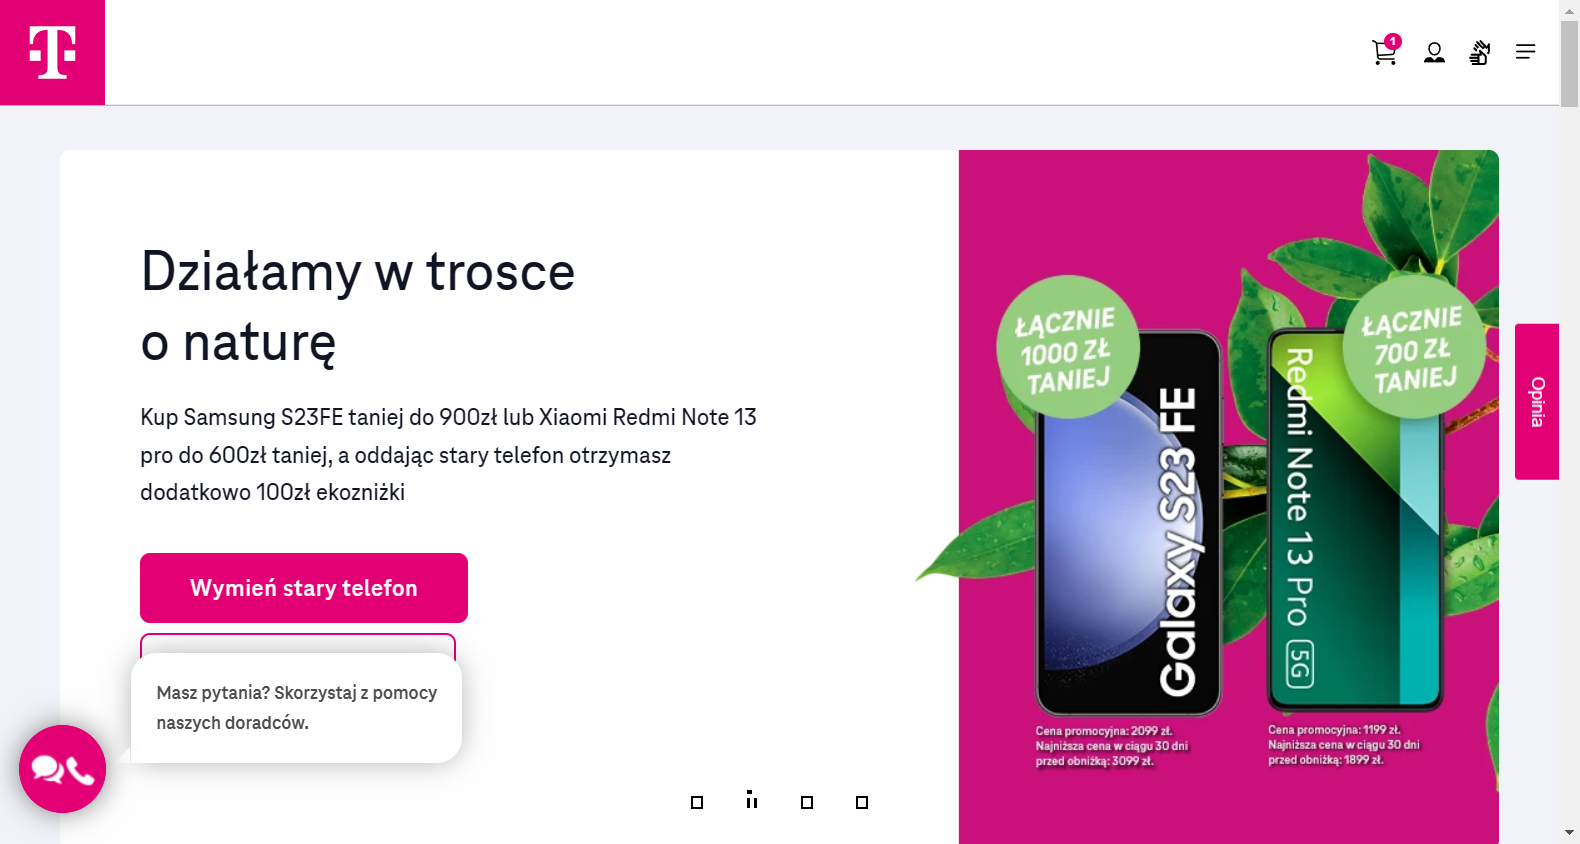 T
1
Działamy w trosce
o naturę
Kup Samsung S23FE taniej do 900zł lub Xiaomi Redmi Note 13
pro do 600zł taniej, a oddając stary telefon otrzymasz
dodatkowo 100zł ekozniżki
Wymień stary telefon
Masz pytania? Skorzystaj z pomocy
naszych doradców.
ŁĄCZNIE
1000 ZŁ
TANIEJ
ŁĄCZNIE
700 ZŁ
TANIEJ
Galaxy S23 FE
Redmi Note 13 Pro 5G
Cena promocyjna: 2099 zł.
Najniższa cena w ciągu 30 dni
przed obniżką: 3099 zł.
Cena promocyjna: 1199 zł.
Najniższa cena w ciągu 30 dni
przed obniżką: 1899 zł.
Opinia